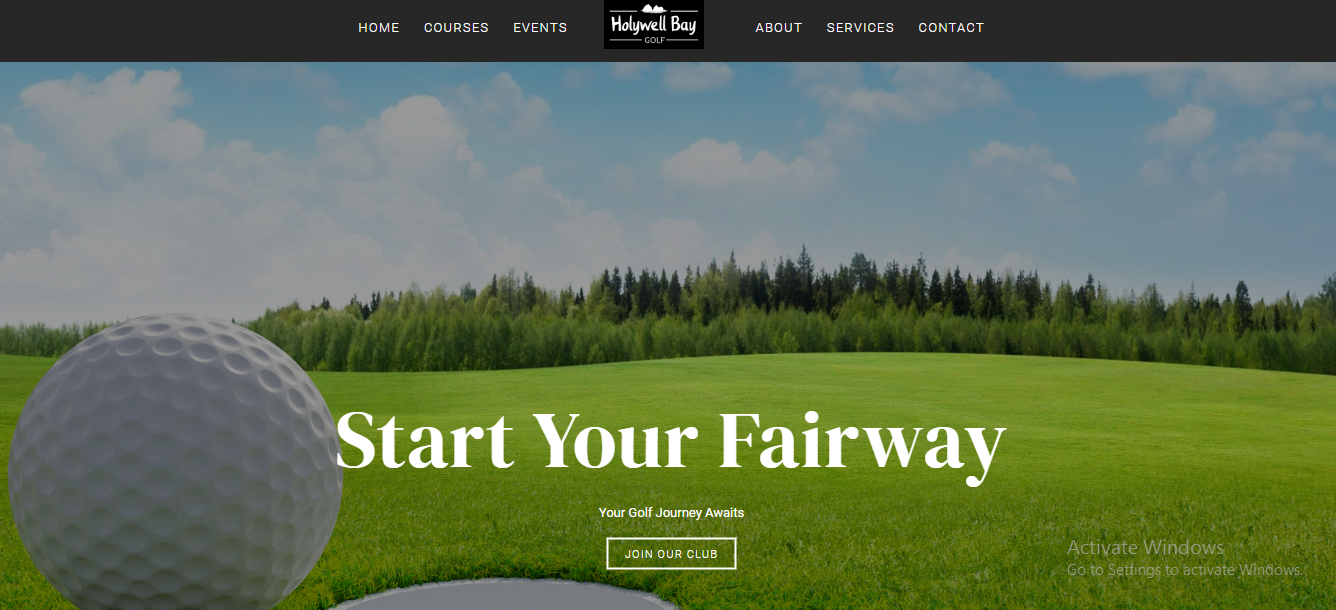 HOME COURSES EVENTS Holywell Bay ABOUT SERVICES CONTACT
GOLF
Start Your Fairway
Your Golf Journey Awaits
JOIN OUR CLUB
Activate Windows
Go to Settings to activate Windows.